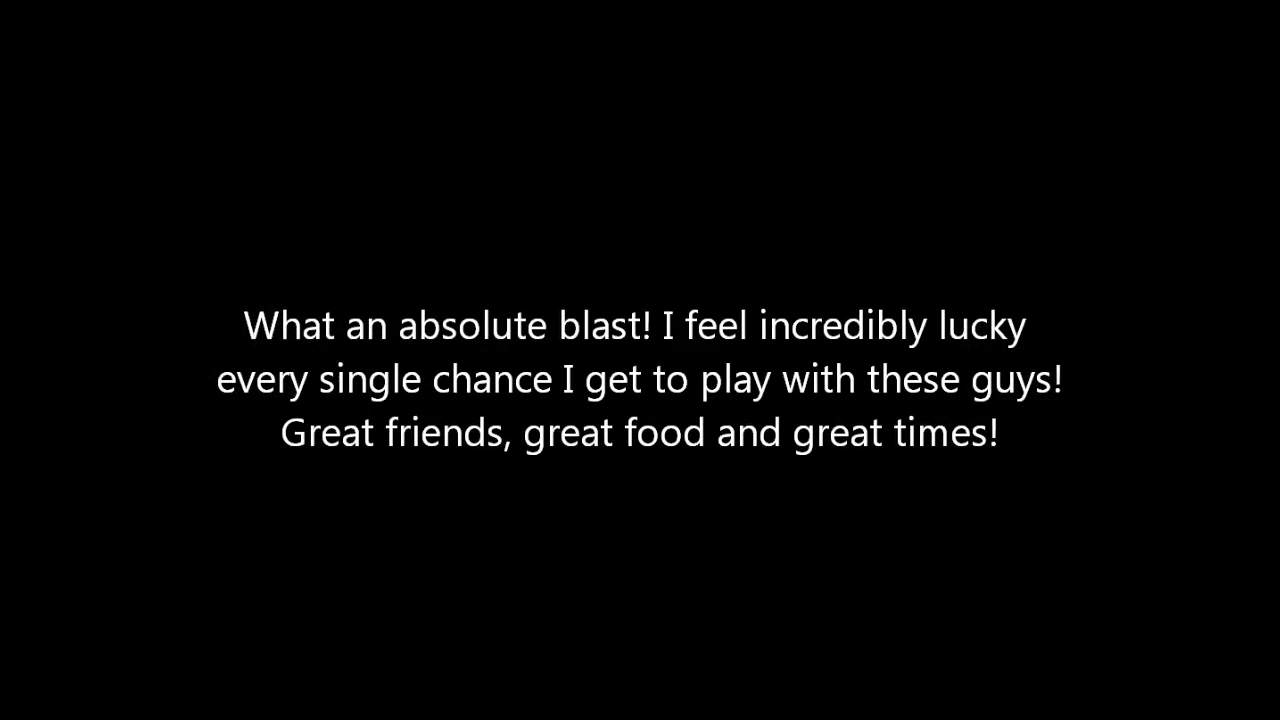 What an absolute blast! I feel incredibly lucky
every single chance I get to play with these guys!
Great friends, great food and great times!